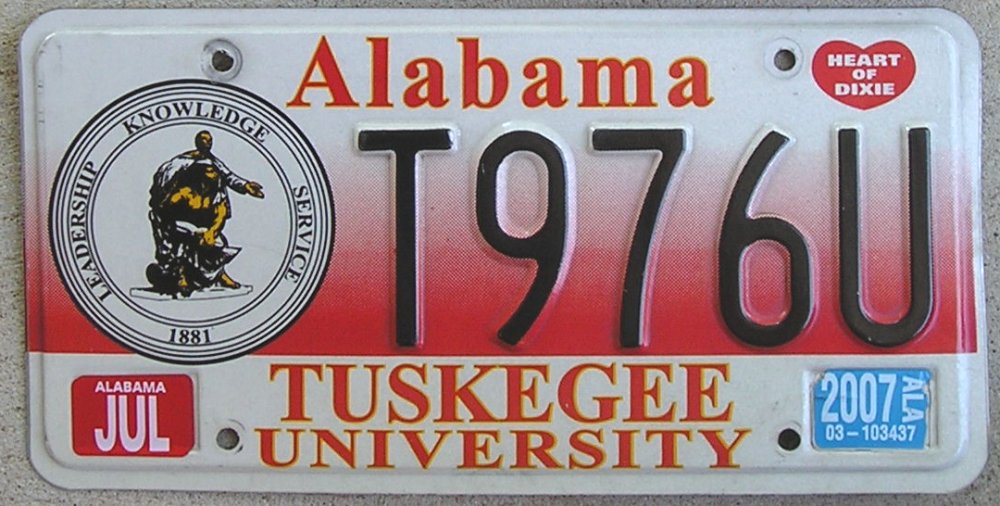 Alabama
HEART
OF
DIXIE
LEADERSHIP KNOWLEDGE SERVICE
1881
T976U
TUSKEGEE
UNIVERSITY
ALABAMA
JUL
2007 ALA
03-103437